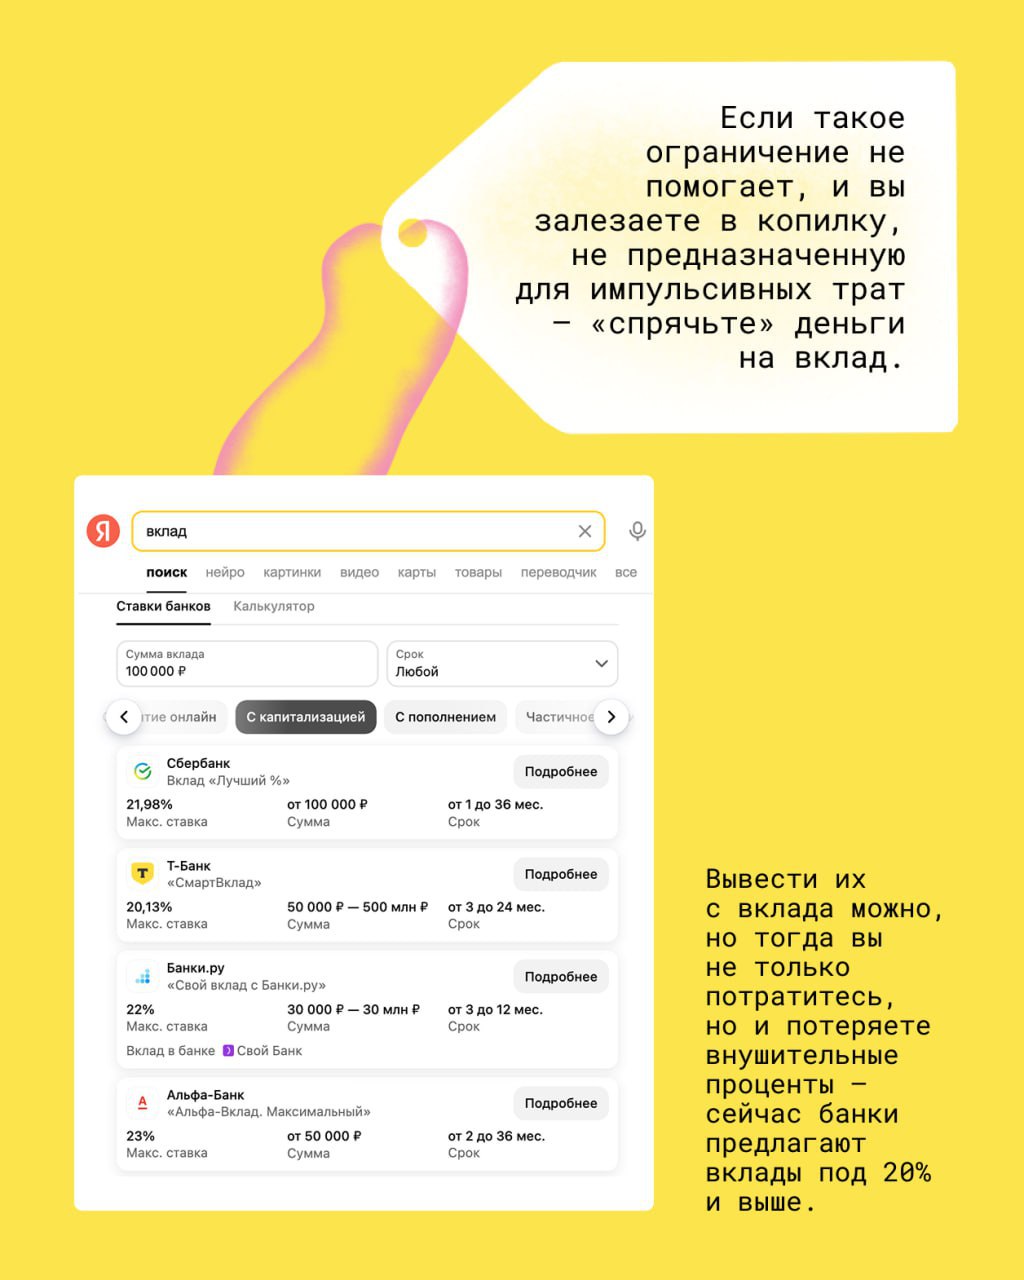 Если такое
ограничение не
помогает, и вы
залезаете в копилку,
не предназначенную
для импульсивных трат
— «спрячьте» деньги
на вклад.
Я
вклад
поиск нейро картинки видео карты товары переводчик все
Ставки банков Калькулятор
Сумма вклада
100 000 ₽
Срок
Любой
тие онлайн С капитализацией С пополнением Частичное
Сбербанк
Вклад «Лучший %»
Подробнее
21,98% от 100 000 ₽ от 1 до 36 мес.
Макс. ставка Сумма Срок
Т-Банк
«СмартВклад»
Подробнее
20,13% 50 000 ₽ — 500 млн ₽ от 3 до 24 мес.
Макс. ставка Сумма Срок
Банки.ру
«Свой вклад с Банки.ру»
Подробнее
22% 30 000 ₽ — 30 млн ₽ от 3 до 12 мес.
Макс. ставка Сумма Срок
Вклад в банке Свой Банк
Альфа-Банк
«Альфа-Вклад. Максимальный»
Подробнее
23% от 50 000 ₽ от 2 до 36 мес.
Макс. ставка Сумма Срок
Вывести их
с вклада можно,
но тогда вы
не только
потратитесь,
но и потеряете
внушительные
проценты —
сейчас банки
предлагают
вклады под 20%
и выше.